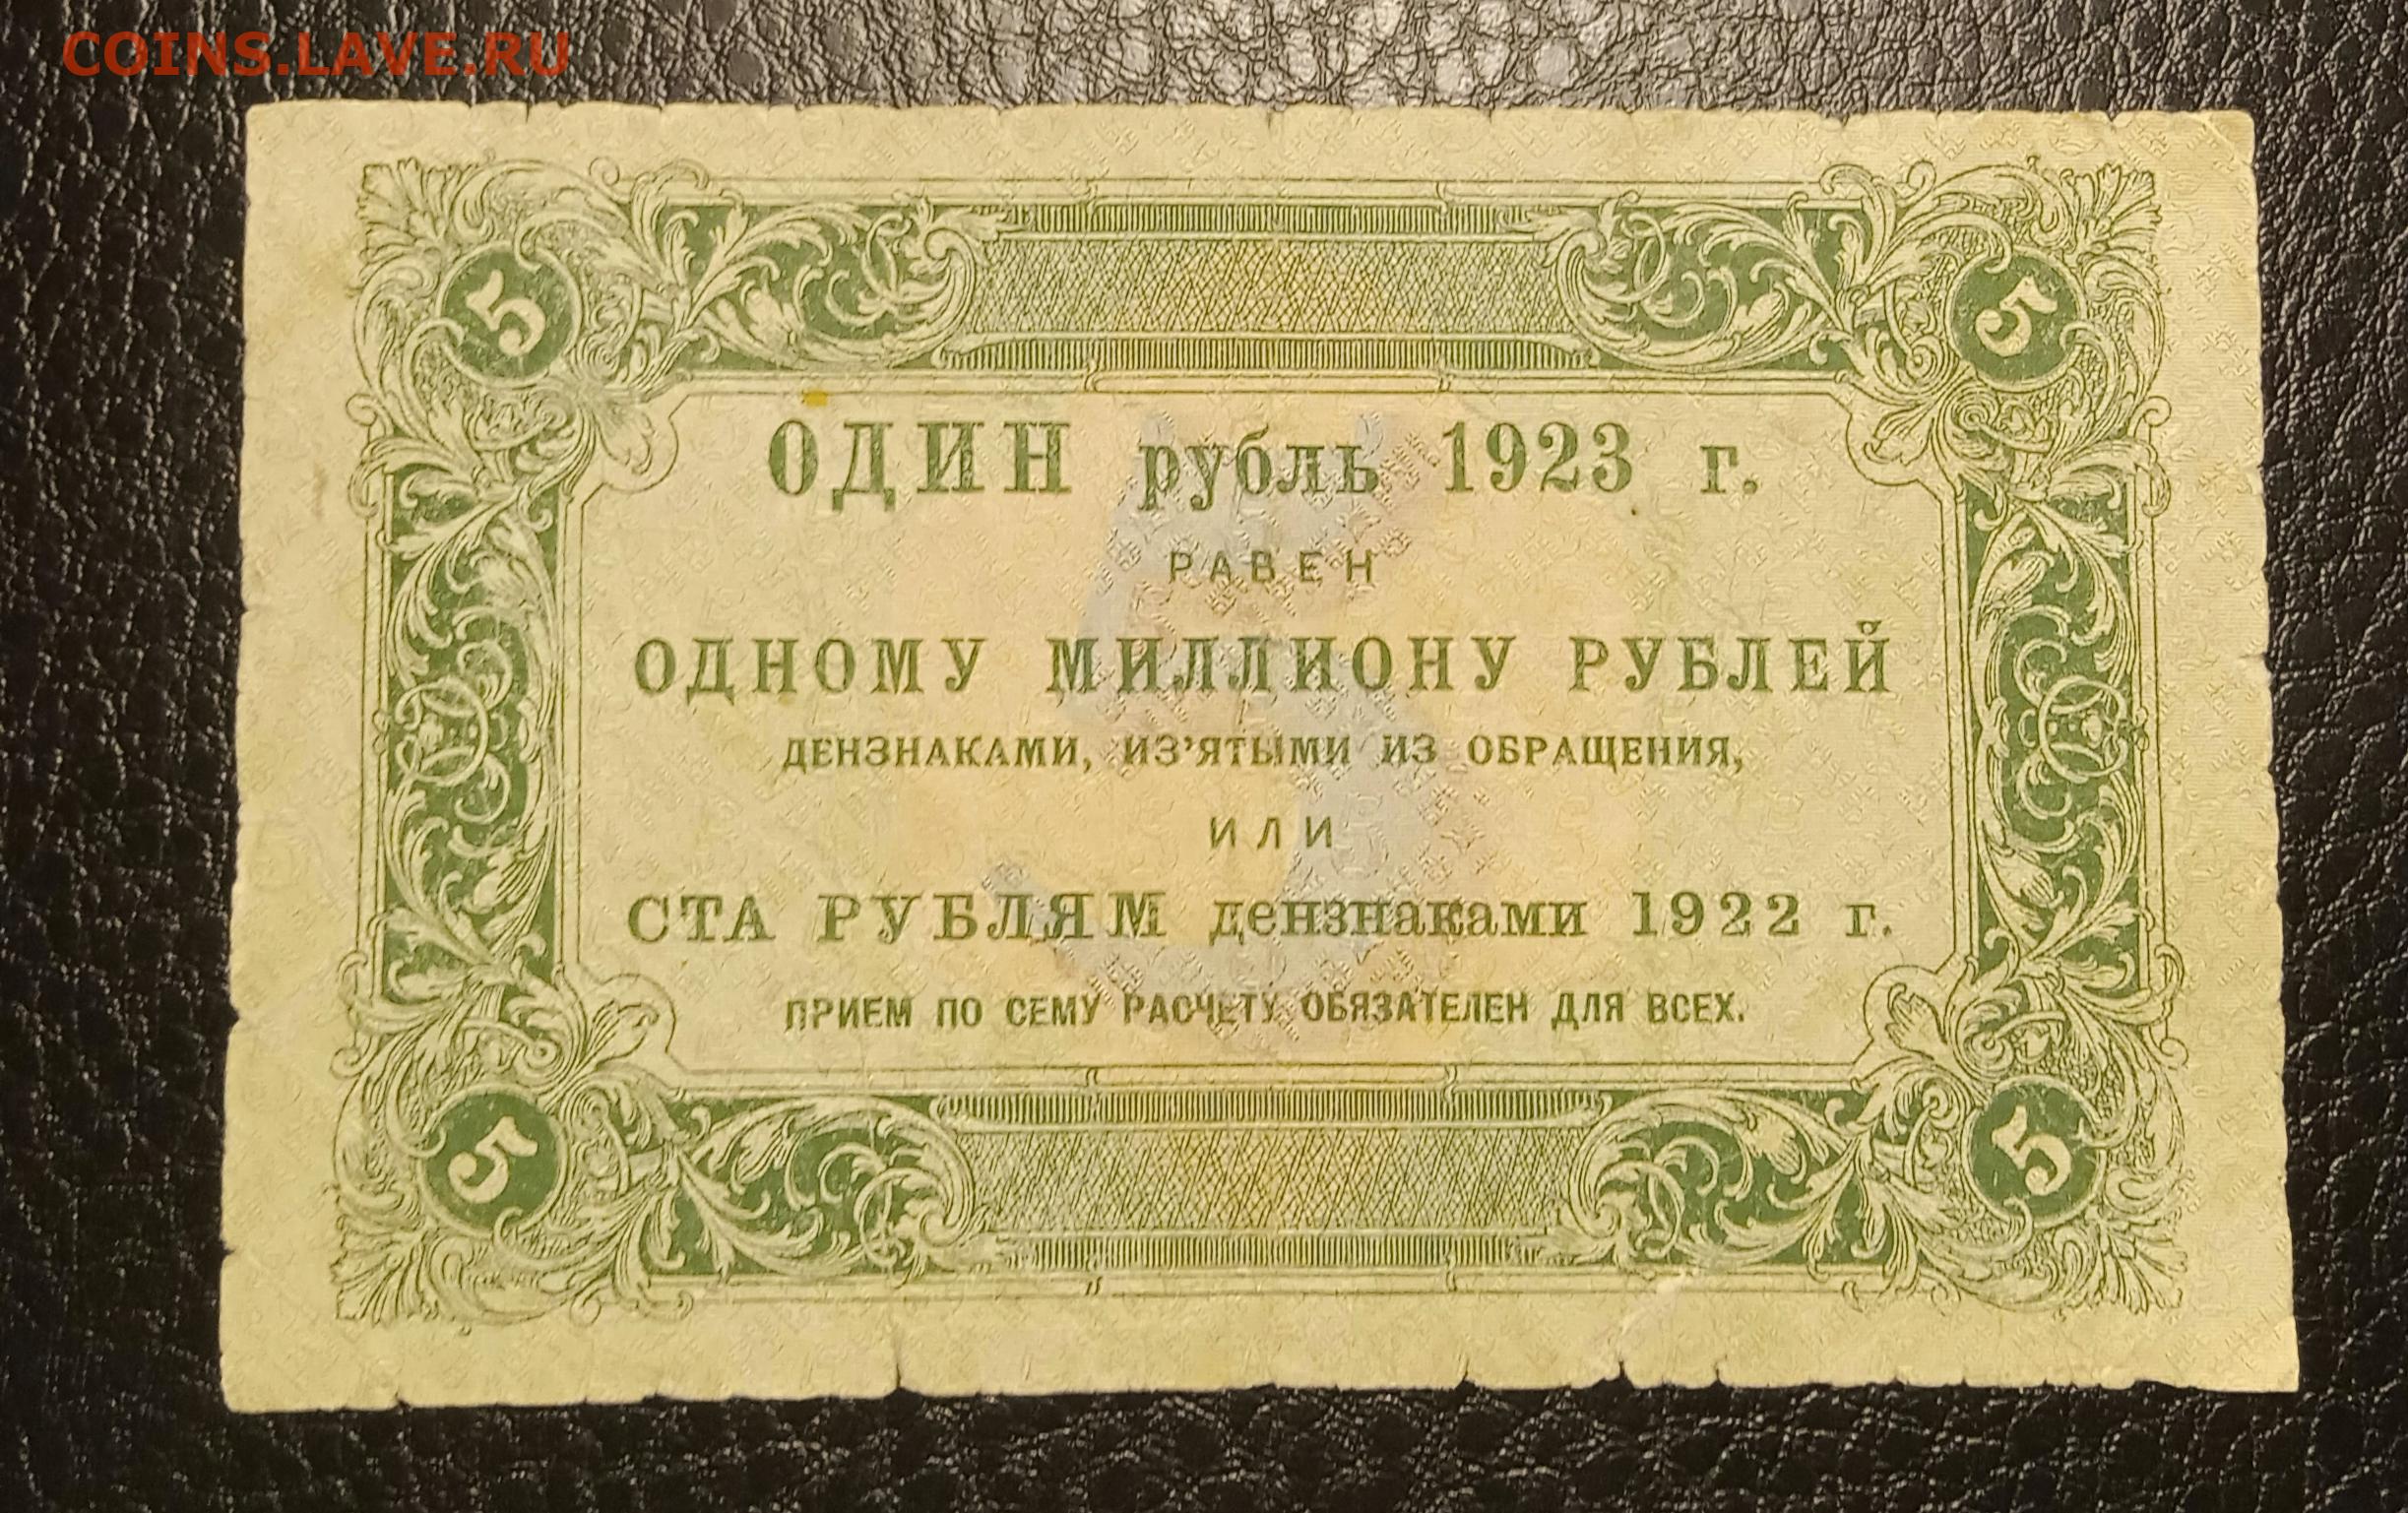 COINS.LAVE.RU
5 5
ОДИН рубль 1923 г.
РАВЕН
ОДНОМУ МИЛЛИОНУ РУБЛЕЙ
ДЕНЗНАКАМИ, ИЗ'ЯТЫМИ ИЗ ОБРАЩЕНИЯ,
ИЛИ
СТА РУБЛЯМ дензнаками 1922 г.
ПРИЕМ ПО СЕМУ РАСЧЕТУ ОБЯЗАТЕЛЕН ДЛЯ ВСЕХ.
5 5